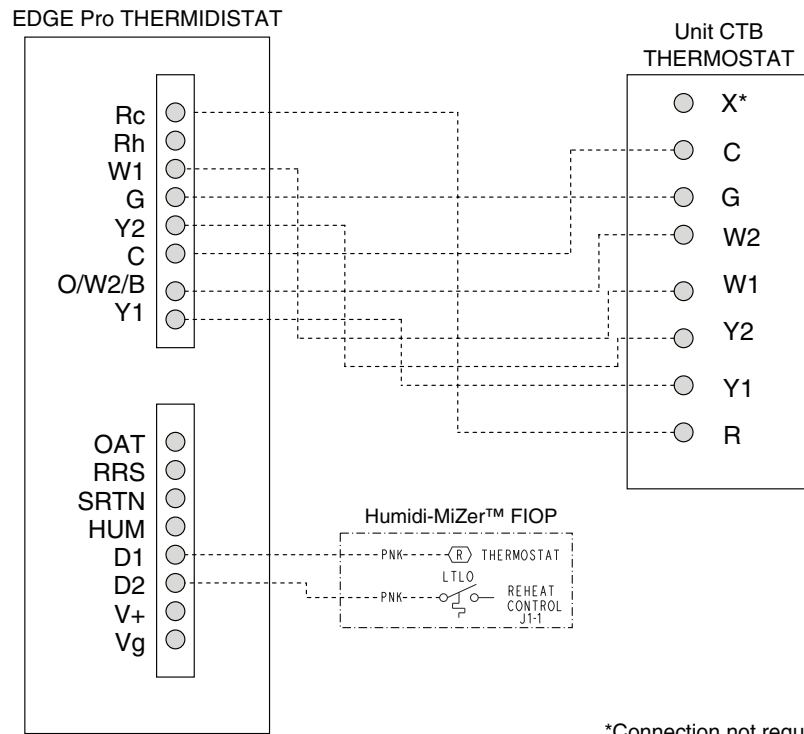 EDGE Pro THERMIDISTAT
Rc
Rh
W1
G
Y2
C
O/W2/B
Y1
OAT
RRS
SRTN
HUM
D1
D2
V+
Vg
Unit CTB
THERMOSTAT
X*
C
G
W2
W1
Y2
Y1
R
Humidi-MiZer™ FIOP
PNK R THERMOSTAT
LTLO
PNK REHEAT
CONTROL
J1-1
*Connection not